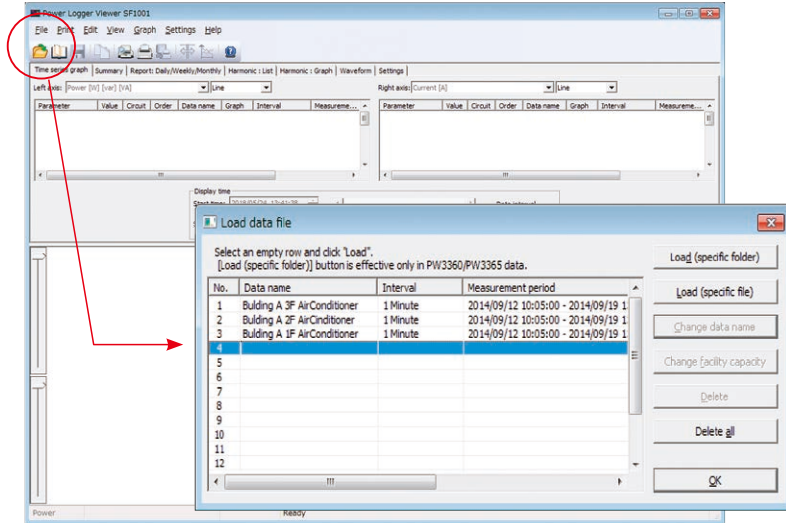 Power Logger Viewer SF1001
File Print Edit View Graph Settings Help
Time series graph Summary Report: Daily/Weekly/Monthly Harmonic : List Harmonic : Graph Waveform Settings
Left axis: Power [W] [var] [VA] Line Right axis: Current [A] Line
Parameter Value Circuit Order Data name Graph Interval Measureme... Parameter Value Circuit Order Data name Graph Interval Measureme...
Display time
Load data file
Select an empty row and click "Load".
[Load (specific folder)] button is effective only in PW3360/PW3365 data.
Load (specific folder)
No. Data name Interval Measurement period
Load (specific file)
1 Bulding A 3F AirConditioner 1 Minute 2014/09/12 10:05:00 - 2014/09/19 1
2 Bulding A 2F AirCinditioner 1 Minute 2014/09/12 10:05:00 - 2014/09/19 1
3 Bulding A 1F AirConditioner 1 Minute 2014/09/12 10:05:00 - 2014/09/19 1
Change data name
4
5
Change facility capacity
6
7
Delete
8
9
10
Delete all
11
12
OK
Power Ready